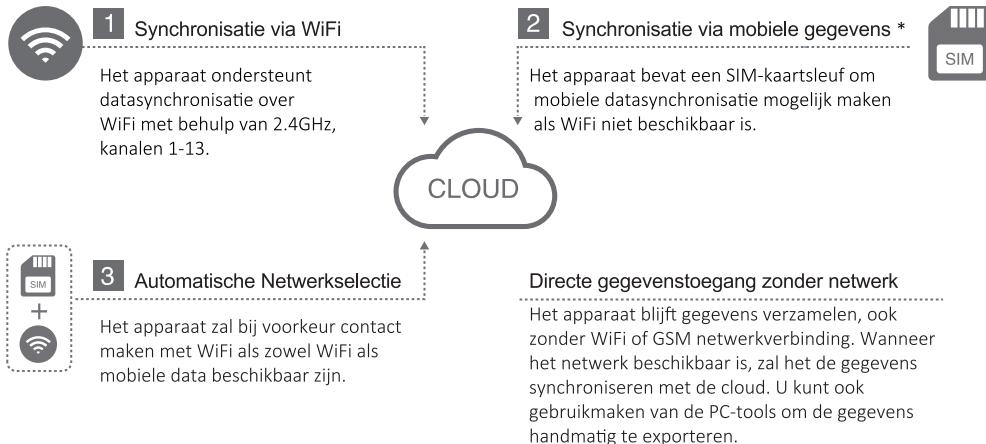 1 Synchronisatie via WiFi
Het apparaat ondersteunt
datasynchronisatie over
WiFi met behulp van 2.4GHz,
kanalen 1-13.
2 Synchronisatie via mobiele gegevens *
SIM
Het apparaat bevat een SIM-kaartsleuf om
mobiele datasynchronisatie mogelijk maken
als WiFi niet beschikbaar is.
CLOUD
SIM
+
3 Automatische Netwerkselectie
Het apparaat zal bij voorkeur contact
maken met WiFi als zowel WiFi als
mobiele data beschikbaar zijn.
Directe gegevenstoegang zonder netwerk
Het apparaat blijft gegevens verzamelen, ook
zonder WiFi of GSM netwerkverbinding. Wanneer
het netwerk beschikbaar is, zal het de gegevens
synchroniseren met de cloud. U kunt ook
gebruikmaken van de PC-tools om de gegevens
handmatig te exporteren.